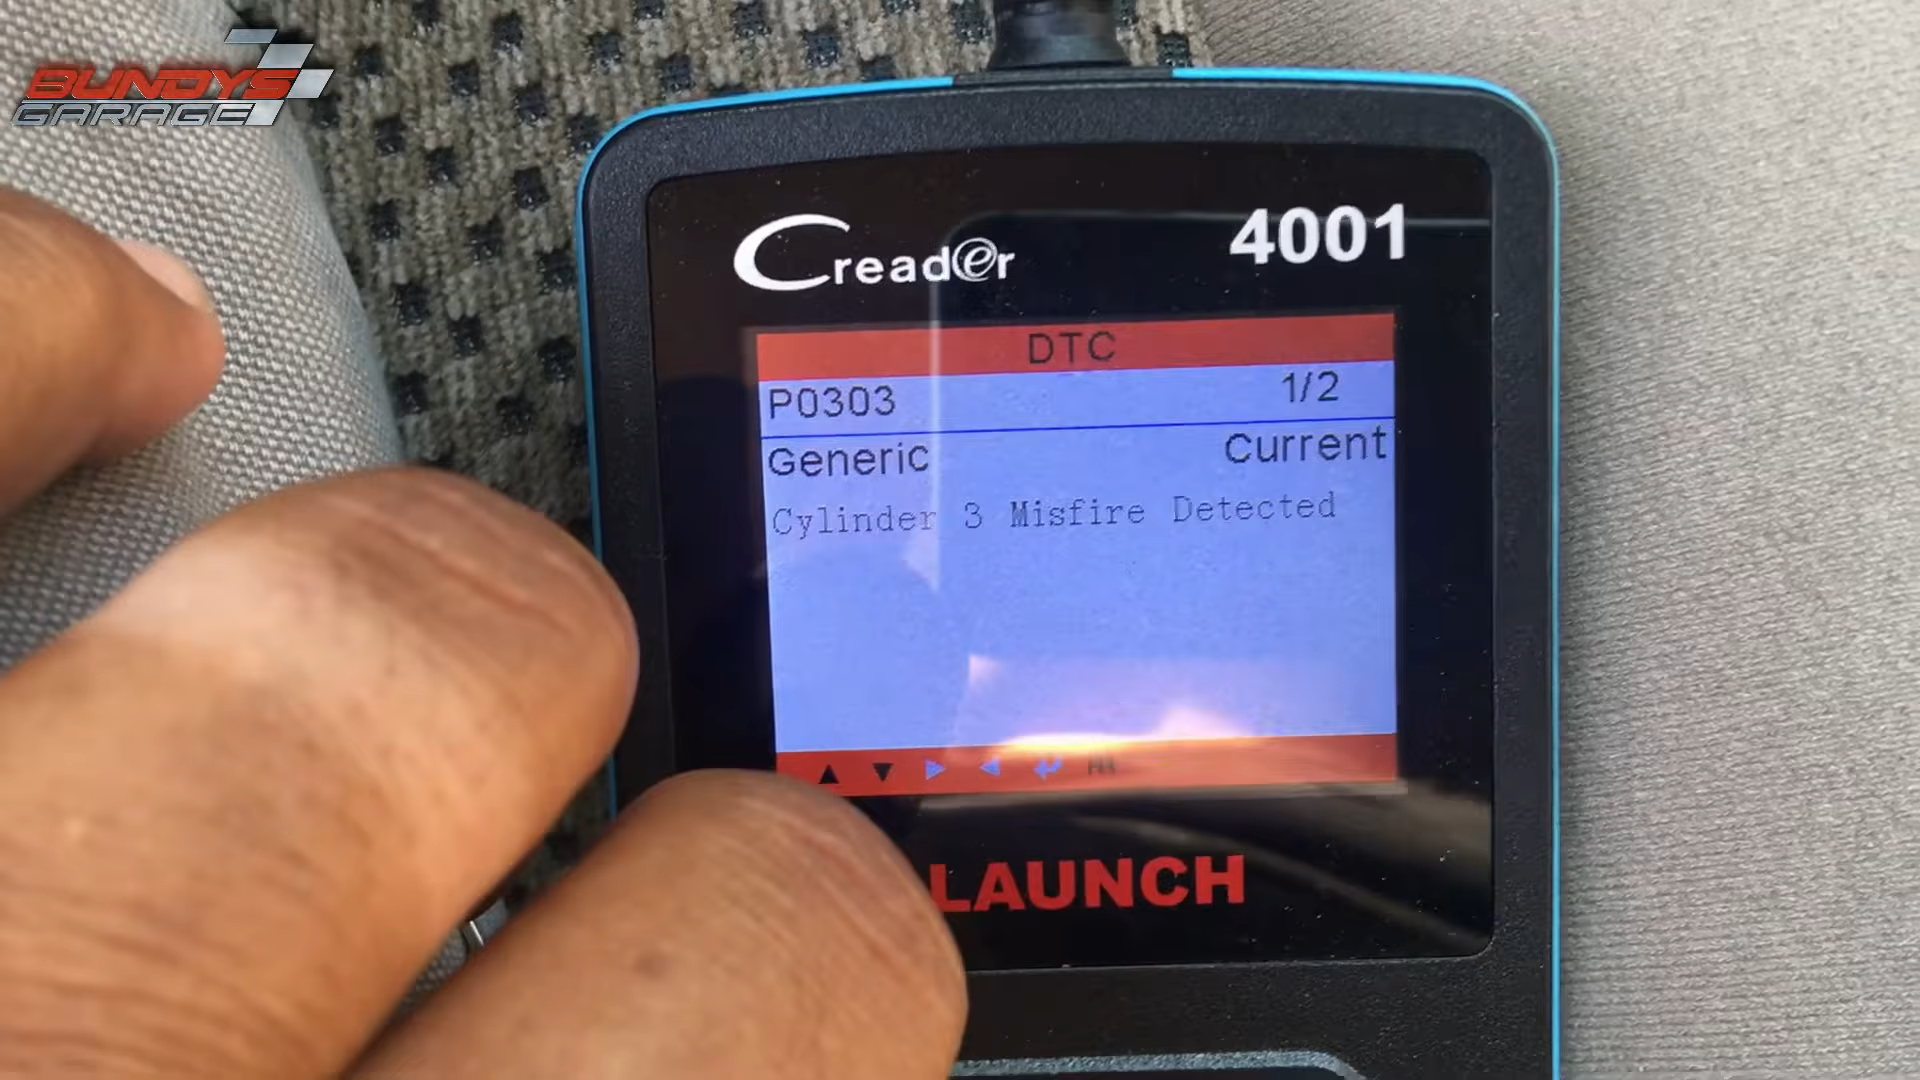 BUNDYS
GARAGE
Creader 4001
DTC
P0303 1/2
Generic Current
Cylinder 3 Misfire Detected
LAUNCH